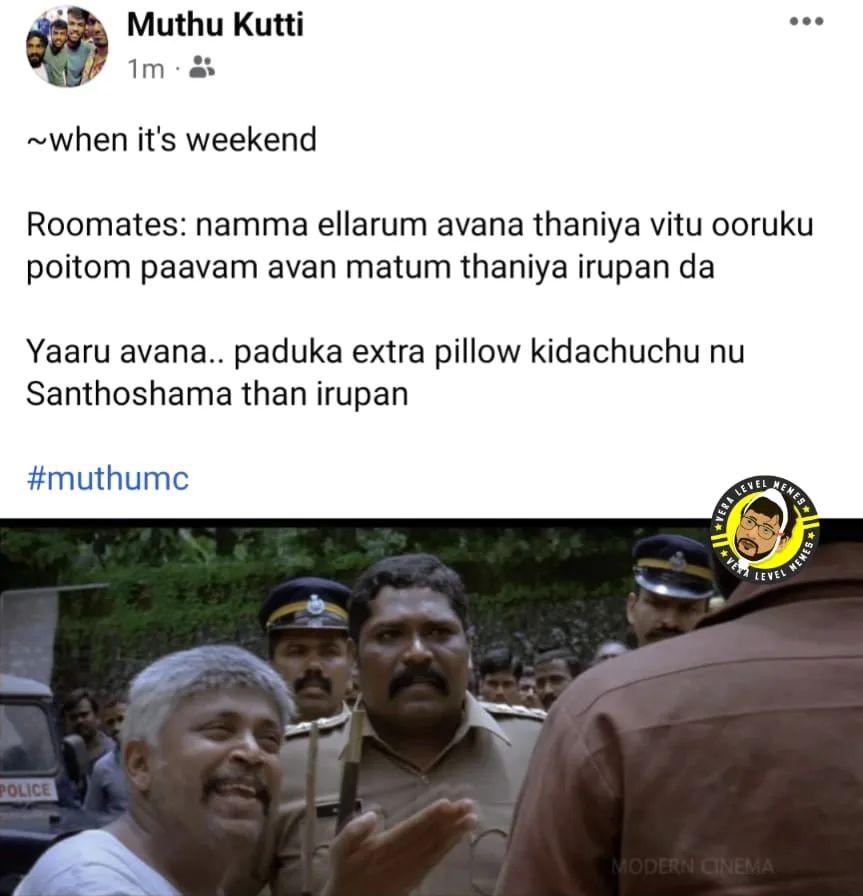 Muthu Kutti
1m ·
~when it's weekend
Roomates: namma ellarum avana thaniya vitu ooruku
poitom paavam avan matum thaniya irupan da
Yaaru avana.. paduka extra pillow kidachuchu nu
Santhoshama than irupan
#muthumc
VERA LEVEL MEMES
VERA LEVEL MEMES
POLICE
MODERN CINEMA